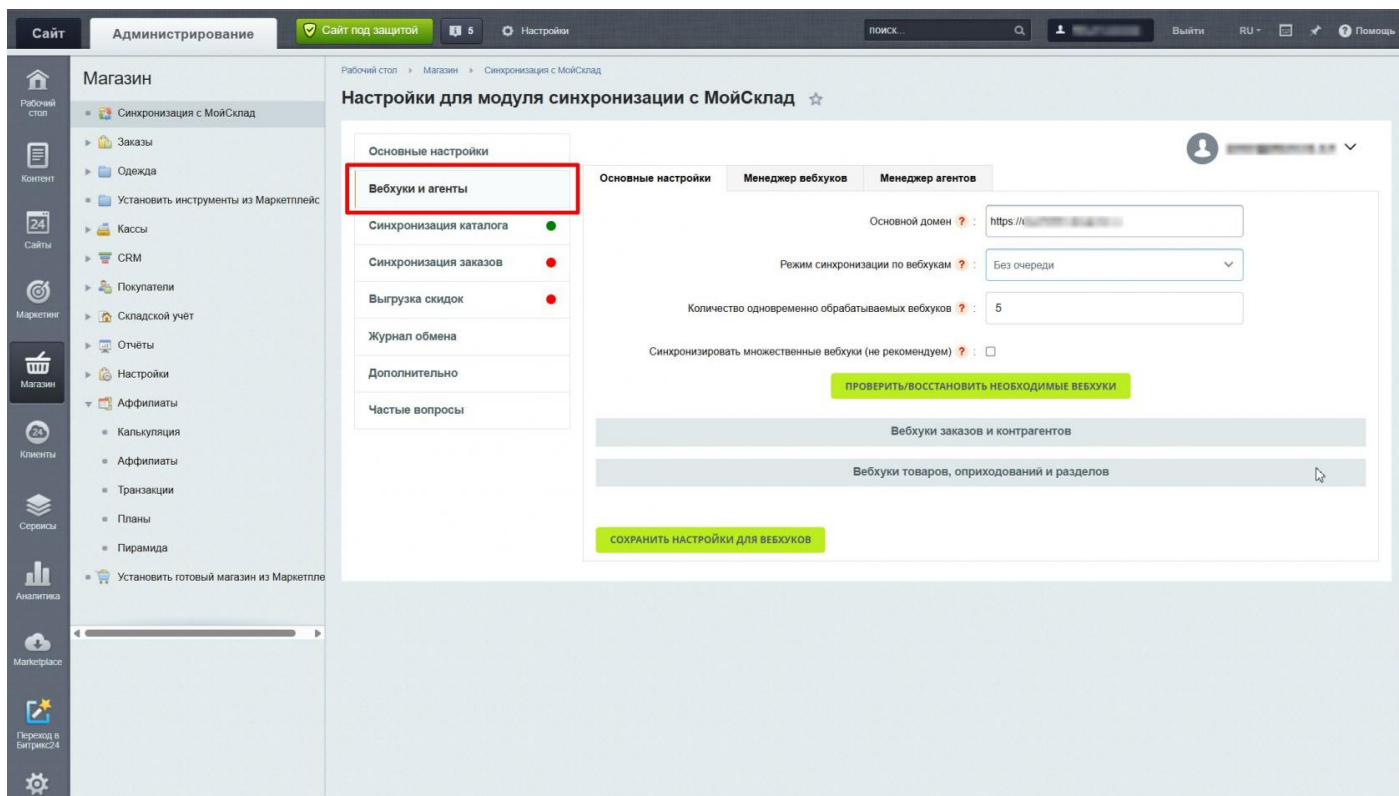 Сайт
Администрирование
Сайт под защитой
5
Настройки
поиск...
Выйти
RU
Помощь
Рабочий стол
Контент
24
Сайты
Маркетинг
Магазин
24
Клиенты
Сервисы
Аналитика
Marketplace
Переход в Битрикс24
Магазин
Синхронизация с МойСклад
Заказы
Одежда
Установить инструменты из Маркетплейс
Кассы
CRM
Покупатели
Складской учёт
Отчёты
Настройки
Аффилиаты
Калькуляция
Аффилиаты
Транзакции
Планы
Пирамида
Установить готовый магазин из Маркетпле
Рабочий стол Магазин Синхронизация с МойСклад
Настройки для модуля синхронизации с МойСклад
Основные настройки
Вебхуки и агенты
Синхронизация каталога
Синхронизация заказов
Выгрузка скидок
Журнал обмена
Дополнительно
Частые вопросы
Основные настройки Менеджер вебхуков Менеджер агентов
Основной домен ? : https://
Режим синхронизации по вебхукам ? : Без очереди
Количество одновременно обрабатываемых вебхуков ? : 5
Синхронизировать множественные вебхуки (не рекомендуем) ? :
ПРОВЕРИТЬ/ВОССТАНОВИТЬ НЕОБХОДИМЫЕ ВЕБХУКИ
Вебхуки заказов и контрагентов
Вебхуки товаров, оприходований и разделов
СОХРАНИТЬ НАСТРОЙКИ ДЛЯ ВЕБХУКОВ